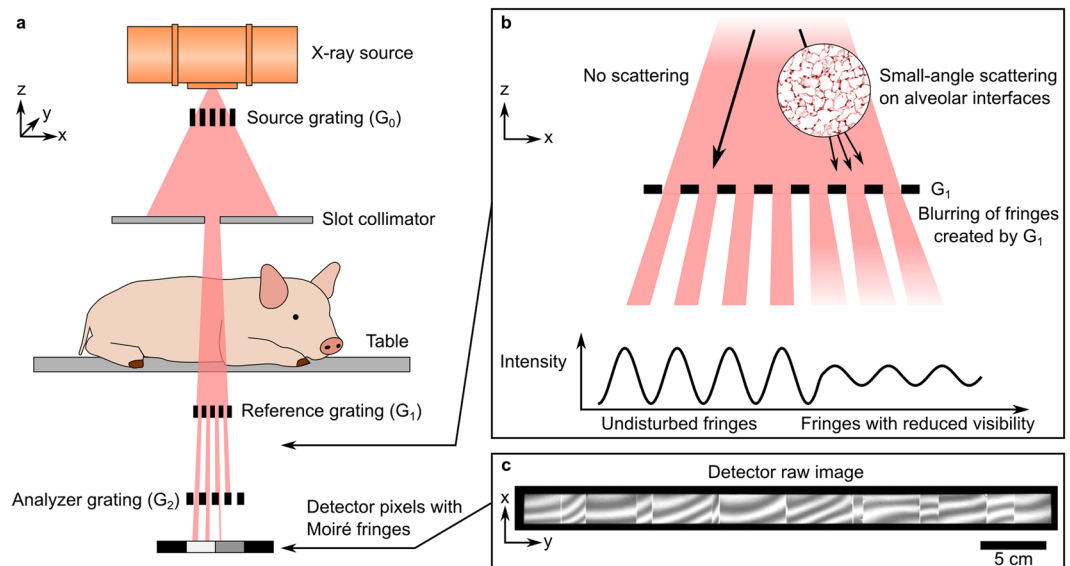 a
X-ray source
z
y
x
Source grating (G₀)
Slot collimator
Table
Reference grating (G₁)
Analyzer grating (G₂)
Detector pixels with
Moiré fringes
b
No scattering
Small-angle scattering
on alveolar interfaces
z
x
G₁
Blurring of fringes
created by G₁
Intensity
Undisturbed fringes
Fringes with reduced visibility
c
Detector raw image
x
y
5 cm